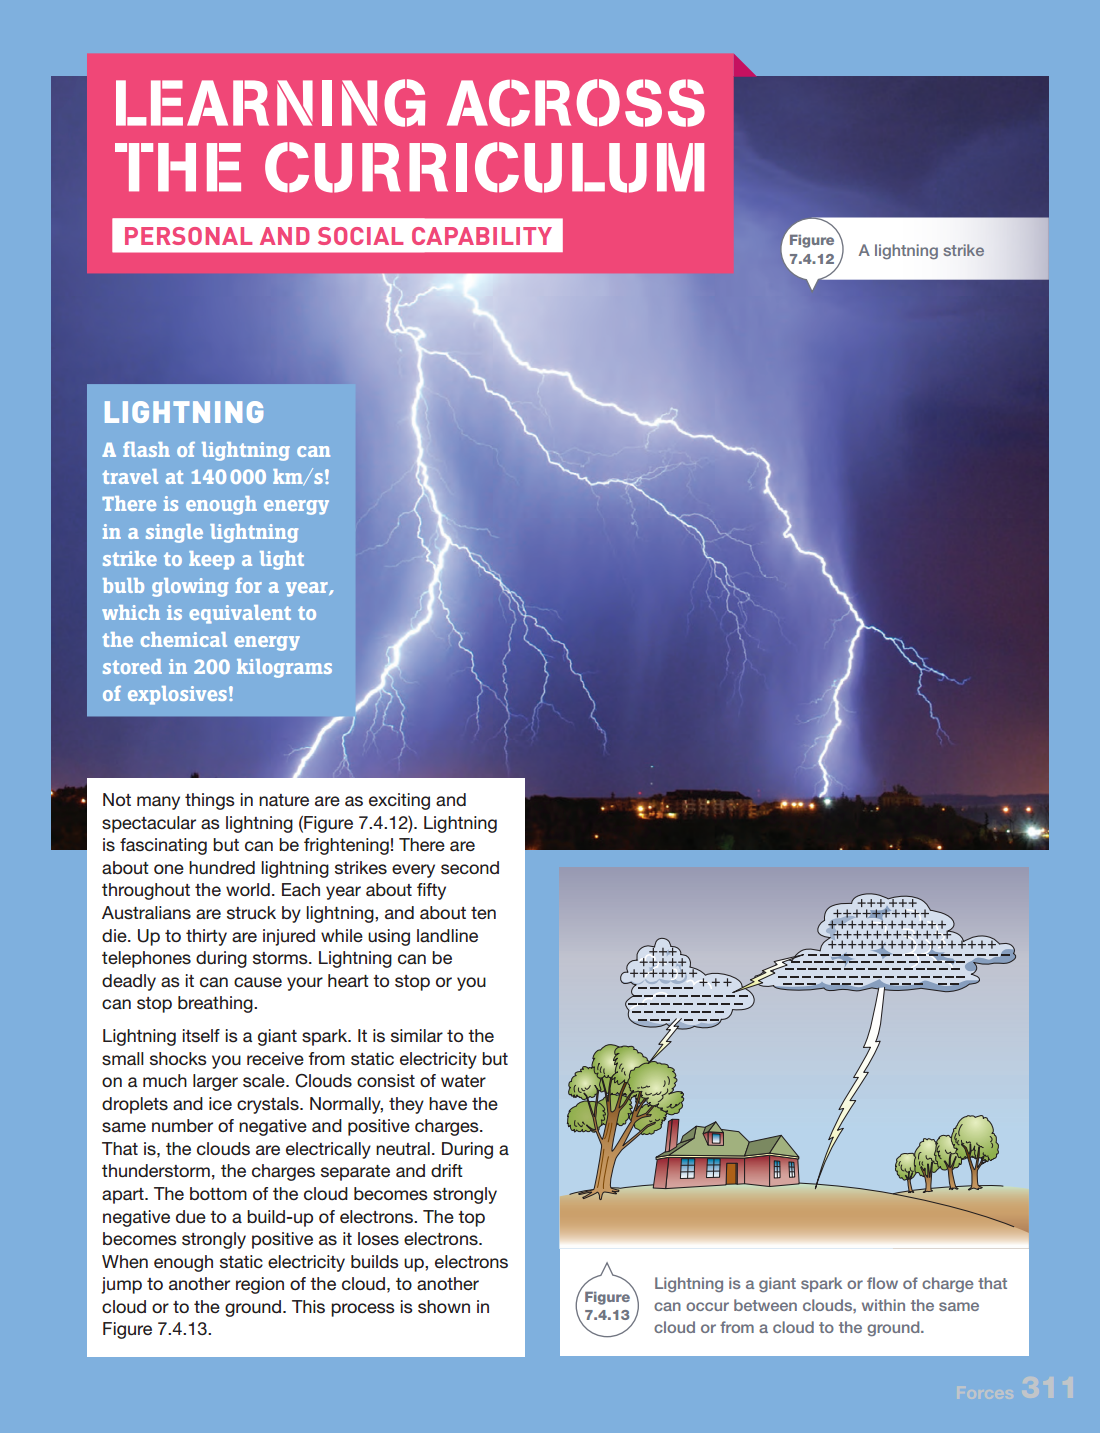 LEARNING ACROSS
THE CURRICULUM
PERSONAL AND SOCIAL CAPABILITY
Figure
7.4.12
A lightning strike
LIGHTNING
A flash of lightning can
travel at 140 000 km/s!
There is enough energy
in a single lightning
strike to keep a light
bulb glowing for a year,
which is equivalent to
the chemical energy
stored in 200 kilograms
of explosives!
Not many things in nature are as exciting and
spectacular as lightning (Figure 7.4.12). Lightning
is fascinating but can be frightening! There are
about one hundred lightning strikes every second
throughout the world. Each year about fifty
Australians are struck by lightning, and about ten
die. Up to thirty are injured while using landline
telephones during storms. Lightning can be
deadly as it can cause your heart to stop or you
can stop breathing.
Lightning itself is a giant spark. It is similar to the
small shocks you receive from static electricity but
on a much larger scale. Clouds consist of water
droplets and ice crystals. Normally, they have the
same number of negative and positive charges.
That is, the clouds are electrically neutral. During a
thunderstorm, the charges separate and drift
apart. The bottom of the cloud becomes strongly
negative due to a build-up of electrons. The top
becomes strongly positive as it loses electrons.
When enough static electricity builds up, electrons
jump to another region of the cloud, to another
cloud or to the ground. This process is shown in
Figure 7.4.13.
Figure
7.4.13
Lightning is a giant spark or flow of charge that
can occur between clouds, within the same
cloud or from a cloud to the ground.
Forces 311